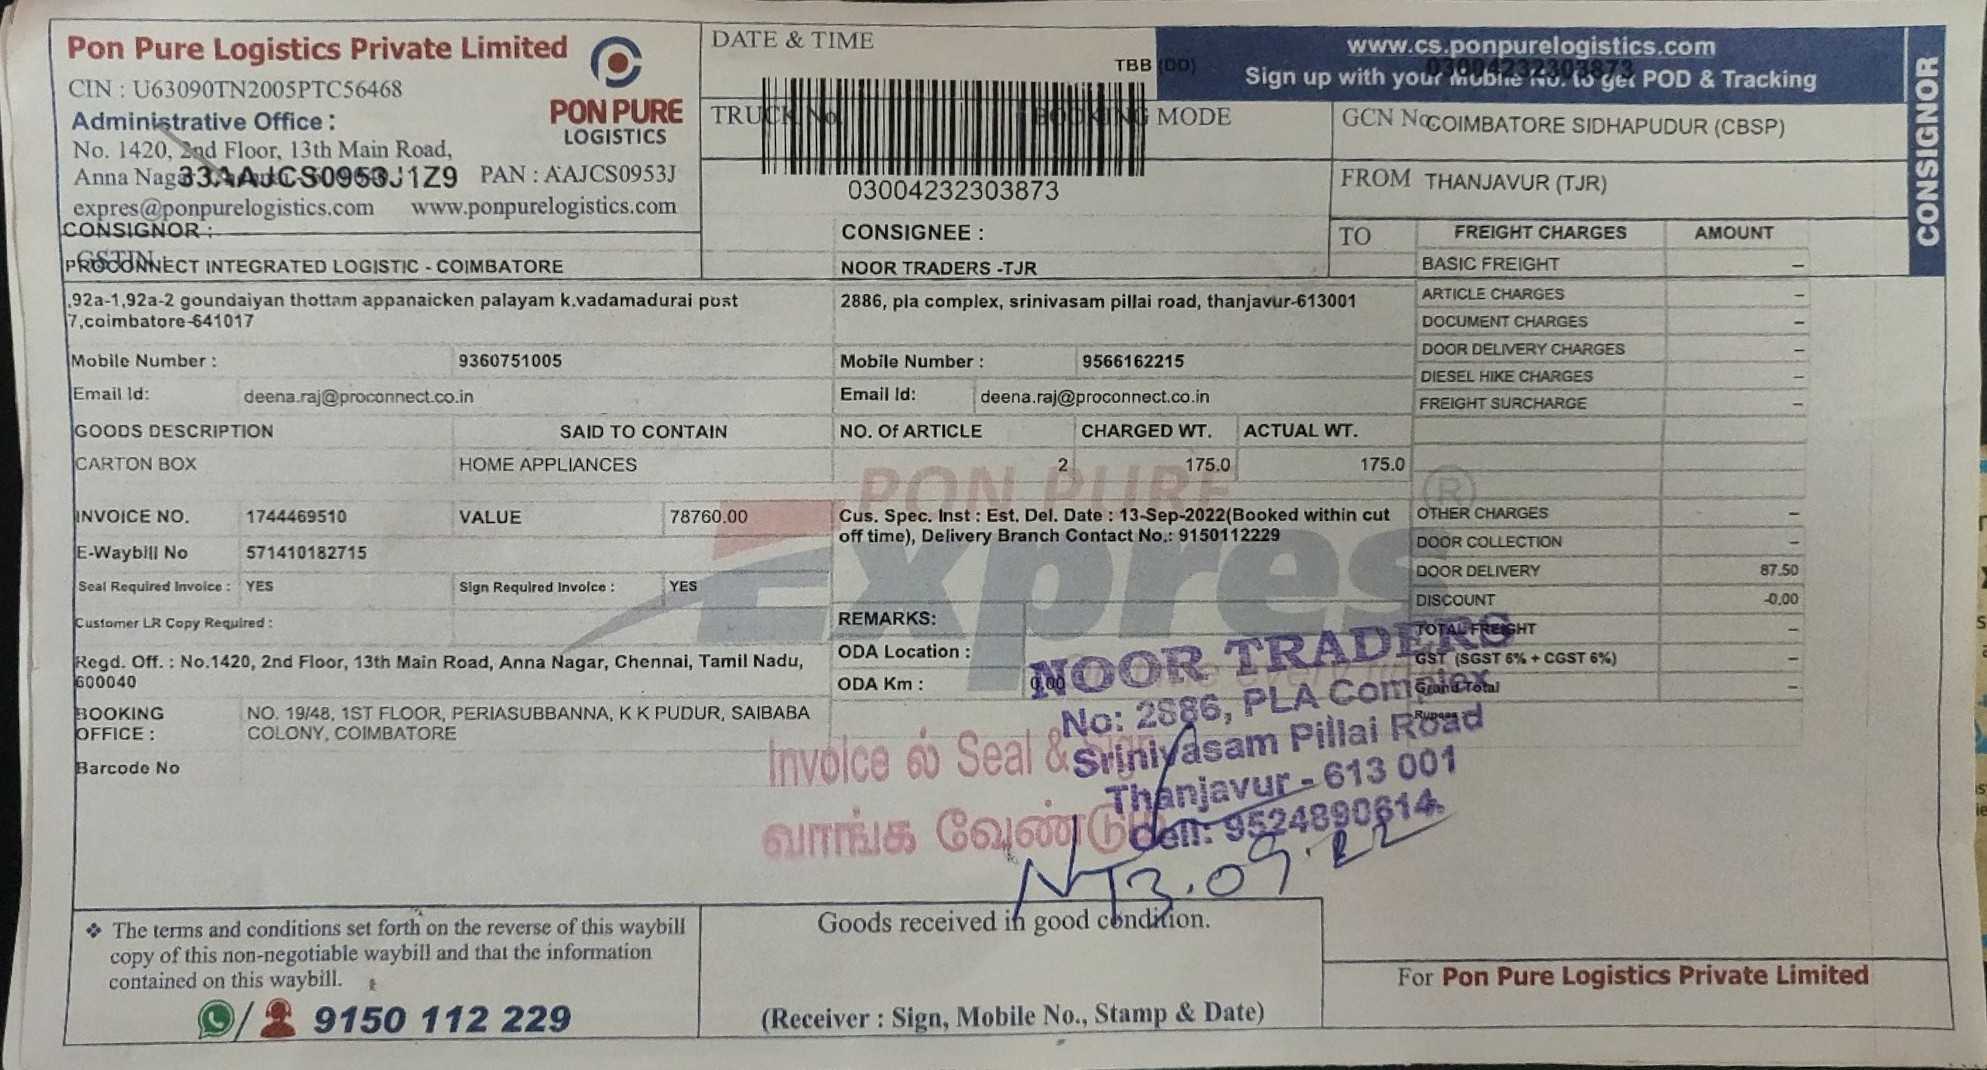 Pon Pure Logistics Private Limited
CIN : U63090TN2005PTC56468
Administrative Office :
No. 1420, 2nd Floor, 13th Main Road,
Anna Nagar
33AAJCS0953J1Z9 PAN : AAJCS0953J
expres@ponpurelogistics.com www.ponpurelogistics.com
PON PURE
LOGISTICS
DATE & TIME
TBB (DD)
TRUCK No.
BOOKING MODE
03004232303873
www.cs.ponpurelogistics.com
03004232303873
Sign up with your Mobile No. to get POD & Tracking
GCN No. COIMBATORE SIDHAPUDUR (CBSP)
FROM THANJAVUR (TJR)
TO
CONSIGNOR
CONSIGNOR :
GSTIN
PROCONNECT INTEGRATED LOGISTIC - COIMBATORE
,92a-1,92a-2 goundaiyan thottam appanaicken palayam k.vadamadurai post
7,coimbatore-641017
Mobile Number : 9360751005
Email Id: deena.raj@proconnect.co.in
CONSIGNEE :
NOOR TRADERS -TJR
2886, pla complex, srinivasam pillai road, thanjavur-613001
Mobile Number : 9566162215
Email Id: deena.raj@proconnect.co.in
GOODS DESCRIPTION SAID TO CONTAIN NO. Of ARTICLE CHARGED WT. ACTUAL WT.
CARTON BOX HOME APPLIANCES 2 175.0 175.0
PON PURE
Expres
®
INVOICE NO. 1744469510 VALUE 78760.00
E-Waybill No 571410182715
Seal Required Invoice : YES Sign Required Invoice : YES
Customer LR Copy Required :
Regd. Off. : No.1420, 2nd Floor, 13th Main Road, Anna Nagar, Chennai, Tamil Nadu,
600040
BOOKING NO. 19/48, 1ST FLOOR, PERIASUBBANNA, K K PUDUR, SAIBABA
OFFICE : COLONY, COIMBATORE
Barcode No
Cus. Spec. Inst : Est. Del. Date : 13-Sep-2022(Booked within cut
off time), Delivery Branch Contact No.: 9150112229
REMARKS:
ODA Location :
ODA Km : 0.00
FREIGHT CHARGES AMOUNT
BASIC FREIGHT –
ARTICLE CHARGES –
DOCUMENT CHARGES –
DOOR DELIVERY CHARGES –
DIESEL HIKE CHARGES –
FREIGHT SURCHARGE –
OTHER CHARGES –
DOOR COLLECTION –
DOOR DELIVERY 87.50
DISCOUNT -0.00
TOTAL FREIGHT –
GST (SGST 6% + CGST 6%) –
Grand Total –
Rupees
Invoice ல் Seal & Sign
வாங்க வேண்டும்
NOOR TRADERS
No: 2886, PLA Complex
Srinivasam Pillai Road
Thanjavur - 613 001
Cell: 9524890614.
13.09.22
❖ The terms and conditions set forth on the reverse of this waybill
copy of this non-negotiable waybill and that the information
contained on this waybill.
9150 112 229
Goods received in good condition.
(Receiver : Sign, Mobile No., Stamp & Date)
For Pon Pure Logistics Private Limited